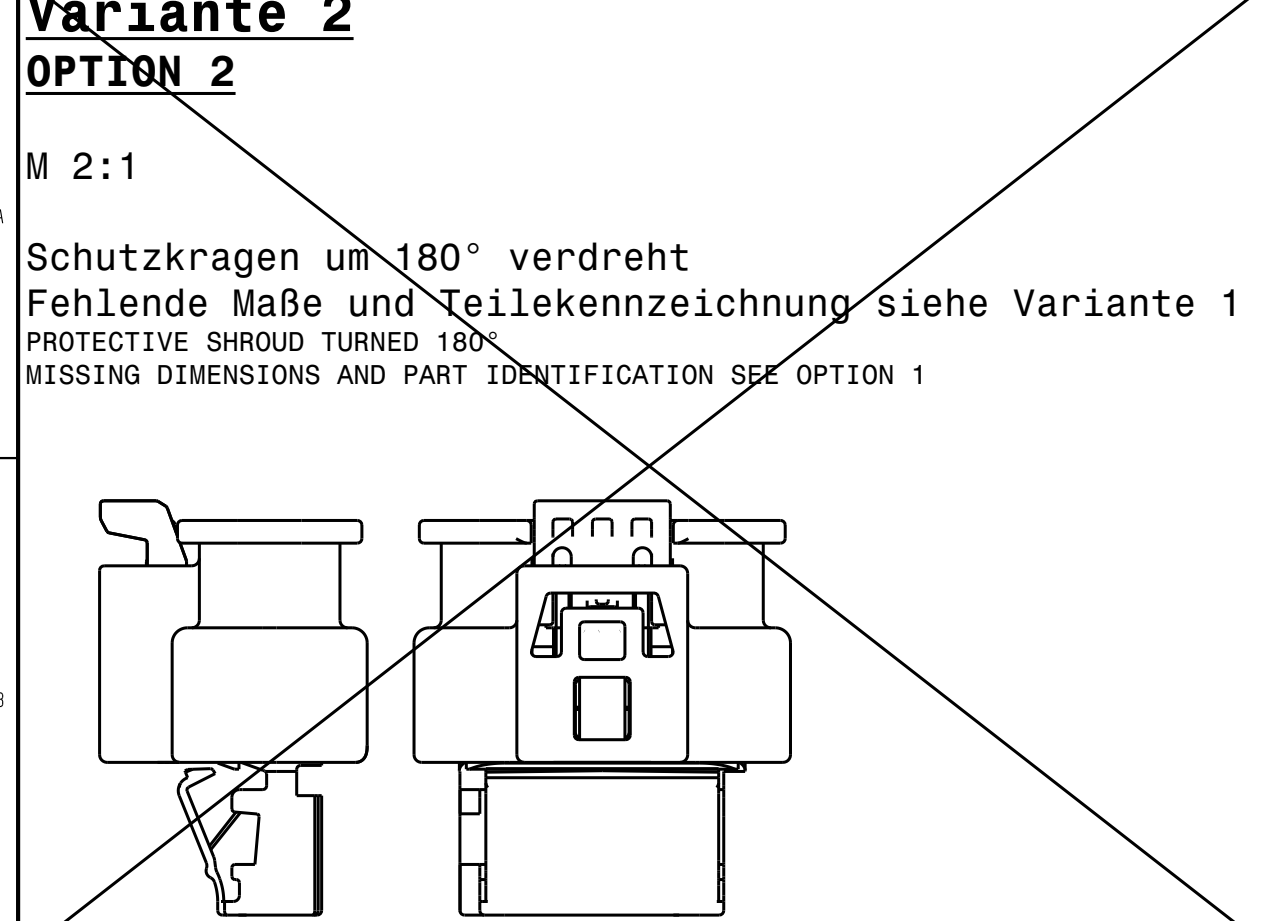 Variante 2
OPTION 2
M 2:1
A
Schutzkragen um 180° verdreht
Fehlende Maße und Teilekennzeichnung siehe Variante 1
PROTECTIVE SHROUD TURNED 180°
MISSING DIMENSIONS AND PART IDENTIFICATION SEE OPTION 1
B